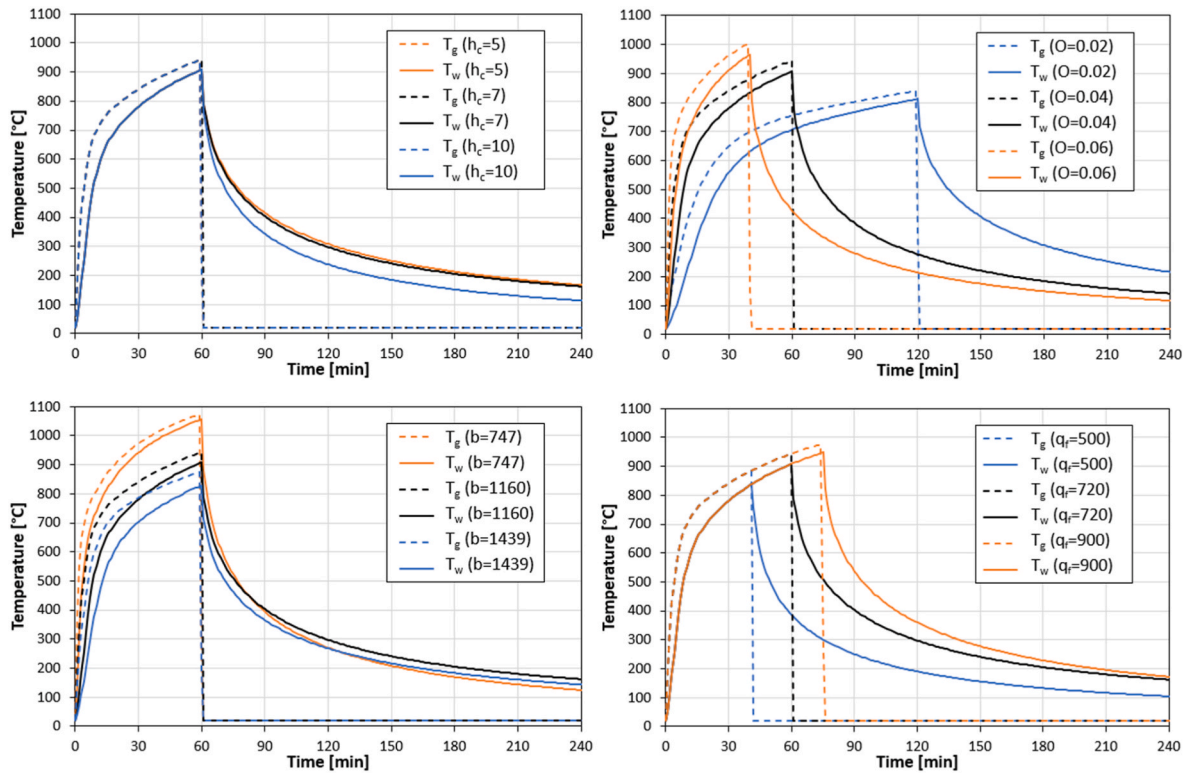 1100
1000
900
800
700
600
500
400
300
200
100
0
Temperature [°C]
0 30 60 90 120 150 180 210 240
Time [min]
T_g (h_c=5)
T_w (h_c=5)
T_g (h_c=7)
T_w (h_c=7)
T_g (h_c=10)
T_w (h_c=10)
1100
1000
900
800
700
600
500
400
300
200
100
0
Temperature [°C]
0 30 60 90 120 150 180 210 240
Time [min]
T_g (O=0.02)
T_w (O=0.02)
T_g (O=0.04)
T_w (O=0.04)
T_g (O=0.06)
T_w (O=0.06)
1100
1000
900
800
700
600
500
400
300
200
100
0
Temperature [°C]
0 30 60 90 120 150 180 210 240
Time [min]
T_g (b=747)
T_w (b=747)
T_g (b=1160)
T_w (b=1160)
T_g (b=1439)
T_w (b=1439)
1100
1000
900
800
700
600
500
400
300
200
100
0
Temperature [°C]
0 30 60 90 120 150 180 210 240
Time [min]
T_g (q_f=500)
T_w (q_f=500)
T_g (q_f=720)
T_w (q_f=720)
T_g (q_f=900)
T_w (q_f=900)